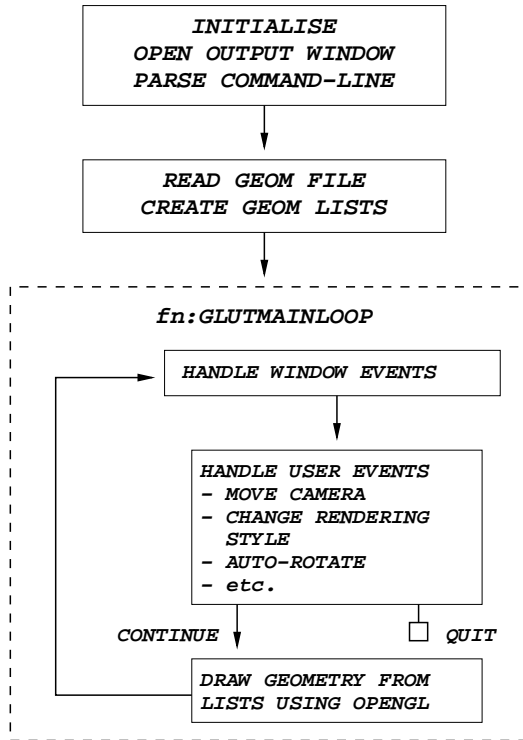 INITIALISE
OPEN OUTPUT WINDOW
PARSE COMMAND-LINE
READ GEOM FILE
CREATE GEOM LISTS
fn:GLUTMAINLOOP
HANDLE WINDOW EVENTS
HANDLE USER EVENTS
- MOVE CAMERA
- CHANGE RENDERING
STYLE
- AUTO-ROTATE
- etc.
CONTINUE
QUIT
DRAW GEOMETRY FROM
LISTS USING OPENGL